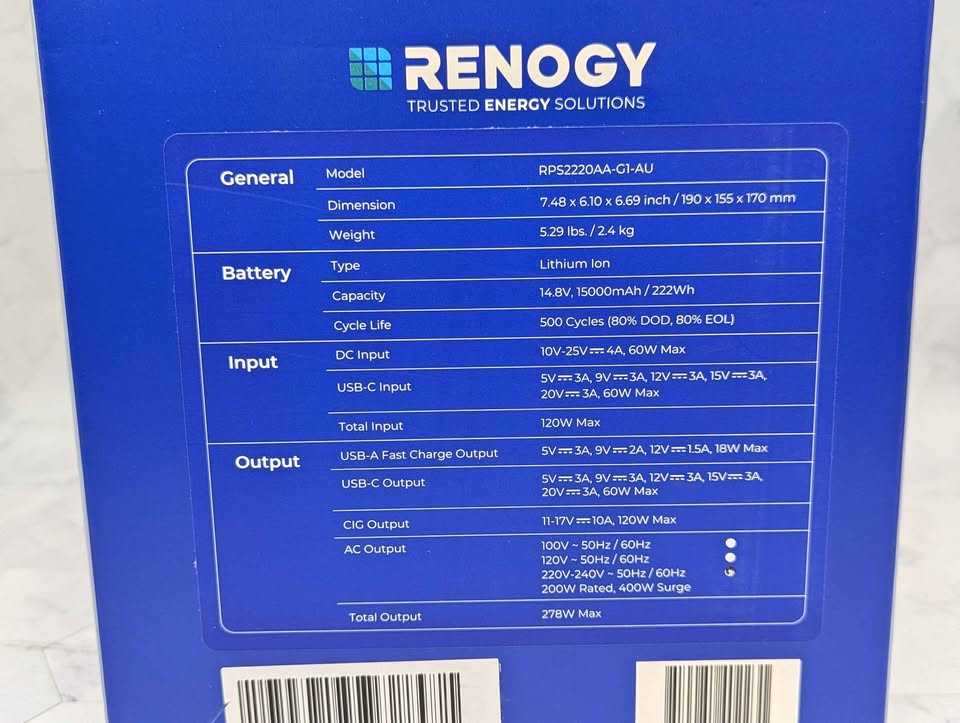 RENOGY
TRUSTED ENERGY SOLUTIONS
General
Model RPS2220AA-G1-AU
Dimension 7.48 x 6.10 x 6.69 inch / 190 x 155 x 170 mm
Weight 5.29 lbs. / 2.4 kg
Battery
Type Lithium Ion
Capacity 14.8V, 15000mAh / 222Wh
Cycle Life 500 Cycles (80% DOD, 80% EOL)
Input
DC Input 10V-25V⎓4A, 60W Max
USB-C Input 5V⎓3A, 9V⎓3A, 12V⎓3A, 15V⎓3A,
20V⎓3A, 60W Max
Total Input 120W Max
Output
USB-A Fast Charge Output 5V⎓3A, 9V⎓2A, 12V⎓1.5A, 18W Max
USB-C Output 5V⎓3A, 9V⎓3A, 12V⎓3A, 15V⎓3A,
20V⎓3A, 60W Max
CIG Output 11-17V⎓10A, 120W Max
AC Output 100V ~ 50Hz / 60Hz
120V ~ 50Hz / 60Hz
220V-240V ~ 50Hz / 60Hz
200W Rated, 400W Surge
Total Output 278W Max